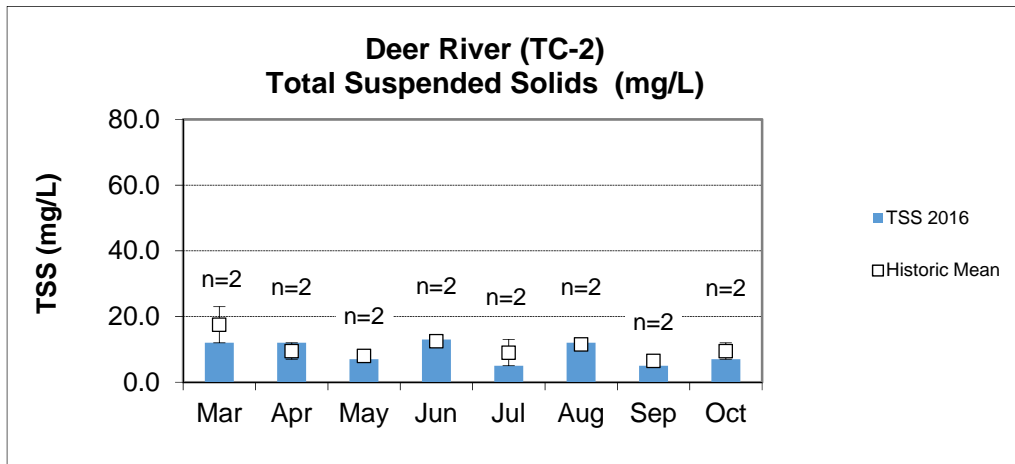 Deer River (TC-2)
Total Suspended Solids (mg/L)
TSS (mg/L)
80.0
60.0
40.0
20.0
0.0
n=2
n=2
n=2
n=2
n=2
n=2
n=2
n=2
Mar
Apr
May
Jun
Jul
Aug
Sep
Oct
TSS 2016
Historic Mean